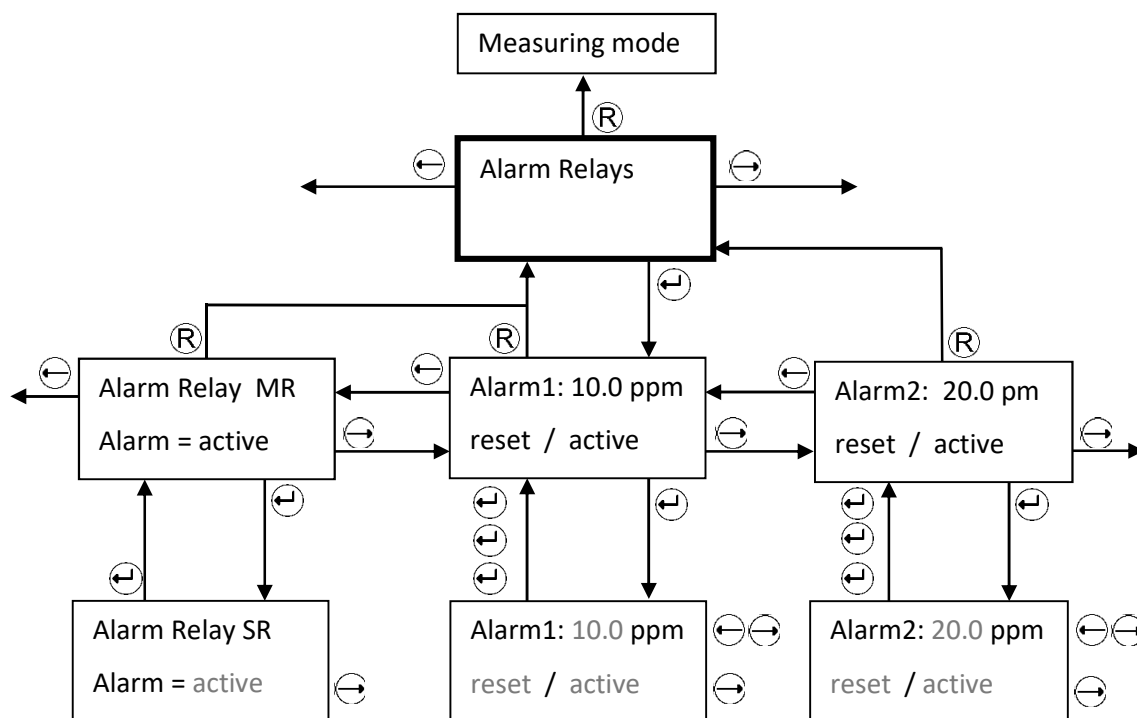 Measuring mode
R
Alarm Relays
R
R
R
Alarm Relay MR
Alarm = active
Alarm1: 10.0 ppm
reset / active
Alarm2: 20.0 pm
reset / active
Alarm Relay SR
Alarm = active
Alarm1: 10.0 ppm
reset / active
Alarm2: 20.0 ppm
reset / active